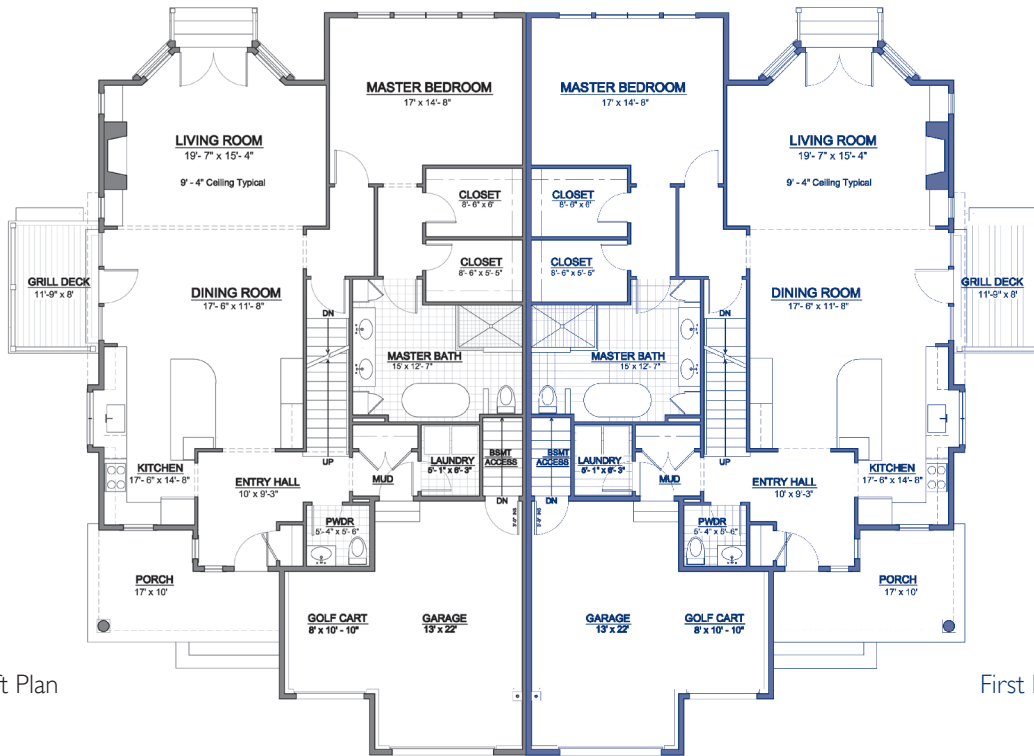 MASTER BEDROOM
17' x 14'- 8"
MASTER BEDROOM
17' x 14'- 8"
LIVING ROOM
19'- 7" x 15'- 4"
9' - 4" Ceiling Typical
LIVING ROOM
19'- 7" x 15'- 4"
9' - 4" Ceiling Typical
CLOSET
8'- 6" x 6'
CLOSET
8'- 6" x 6'
CLOSET
8'- 6" x 5'- 5"
CLOSET
8'- 6" x 5'- 5"
GRILL DECK
11'-9" x 8'
DINING ROOM
17'- 6" x 11'- 8"
DINING ROOM
17'- 6" x 11'- 8"
GRILL DECK
11'-9" x 8'
DN
DN
MASTER BATH
15' x 12'- 7"
MASTER BATH
15' x 12'- 7"
UP
UP
KITCHEN
17'- 6" x 14'- 8"
ENTRY HALL
10' x 9'-3"
MUD
LAUNDRY
5'- 1" x 6'- 3"
BSMT
ACCESS
DN
BSMT
ACCESS
DN
LAUNDRY
5'- 1" x 6'- 3"
MUD
ENTRY HALL
10' x 9'-3"
KITCHEN
17'- 6" x 14'- 8"
PWDR
5'- 4" x 5'- 6"
PWDR
5'- 4" x 5'- 6"
PORCH
17' x 10'
PORCH
17' x 10'
GOLF CART
8' x 10' - 10"
GARAGE
13' x 22'
GARAGE
13' x 22'
GOLF CART
8' x 10' - 10"
ft Plan
First